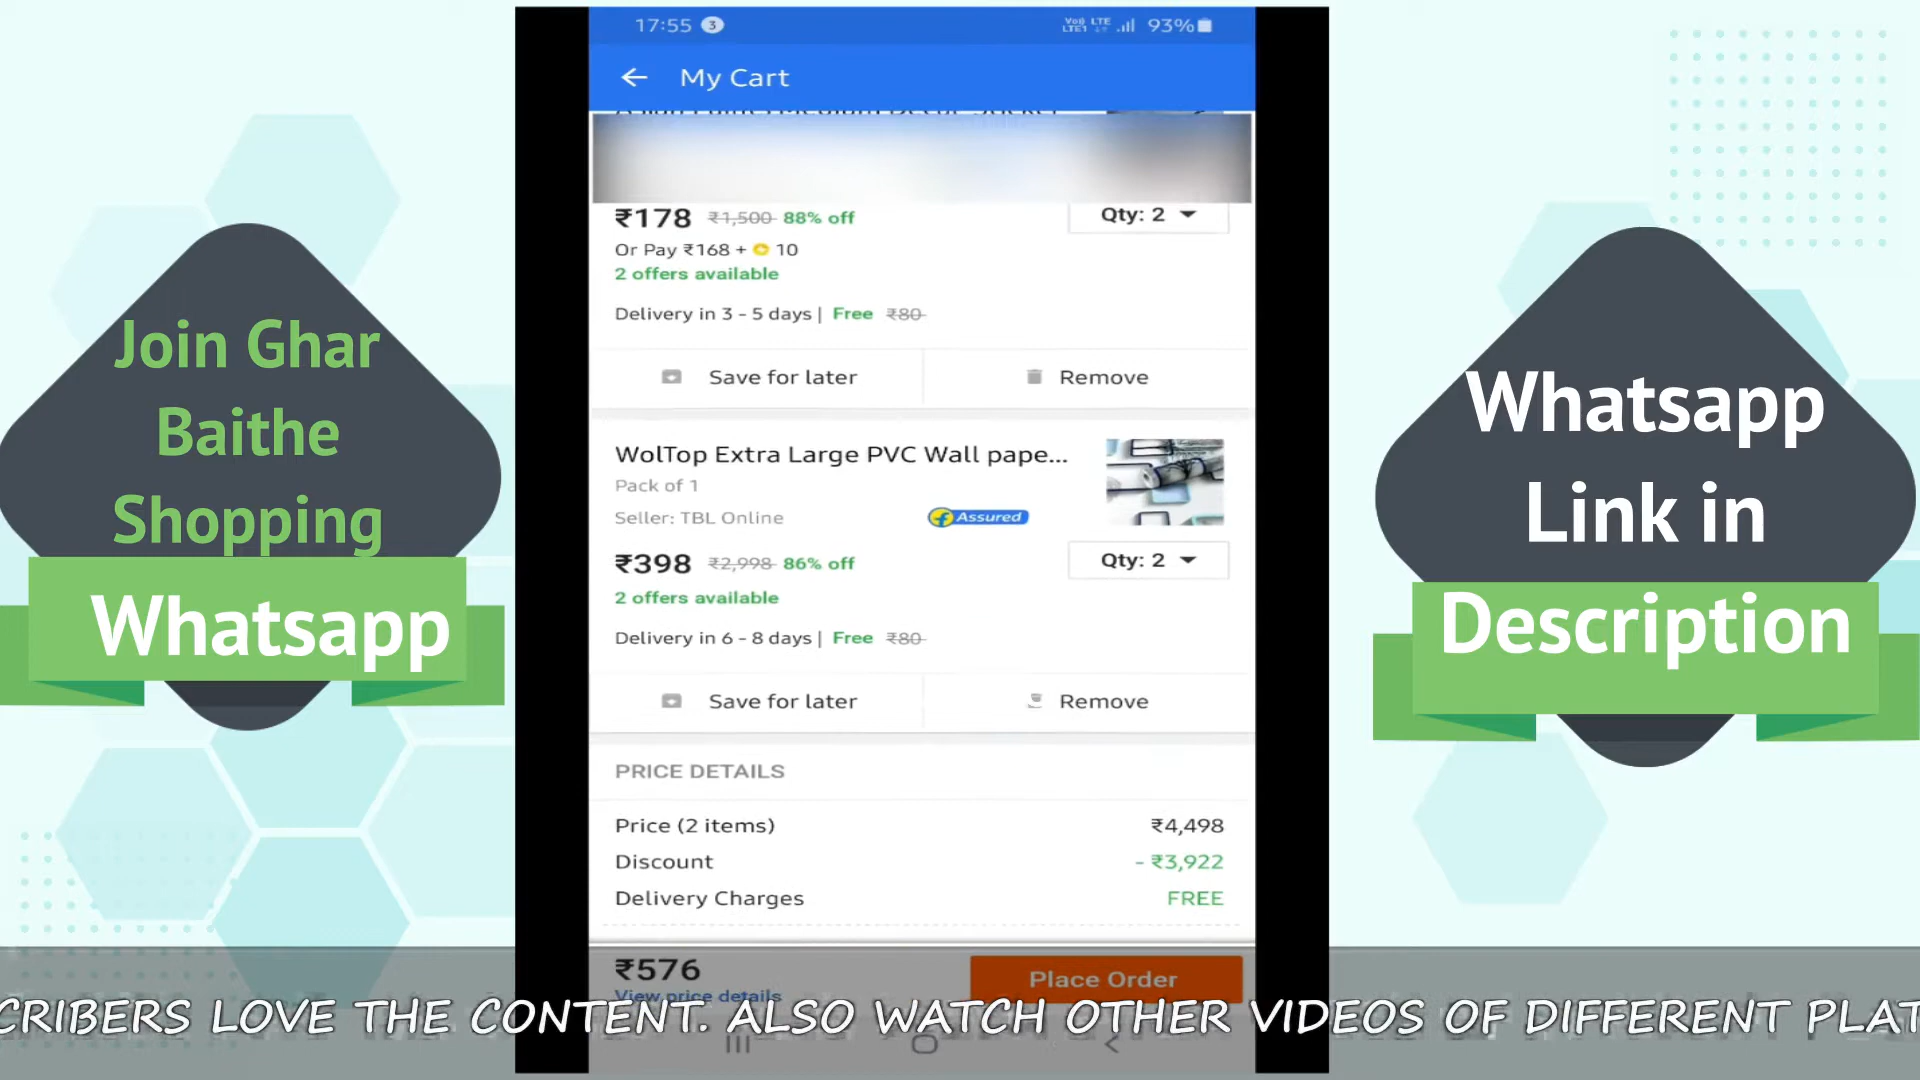 17:55 3 Vo)) LTE LTE1 93%
My Cart
₹178 ₹1,500 88% off Qty: 2
Or Pay ₹168 + 10
2 offers available
Delivery in 3 - 5 days | Free ₹80
Save for later Remove
WolTop Extra Large PVC Wall pape...
Pack of 1
Seller: TBL Online f Assured
₹398 ₹2,998 86% off Qty: 2
2 offers available
Delivery in 6 - 8 days | Free ₹80
Save for later Remove
PRICE DETAILS
Price (2 items) ₹4,498
Discount - ₹3,922
Delivery Charges FREE
₹576 Place Order
View price details
Join Ghar
Baithe
Shopping
Whatsapp
Whatsapp
Link in
Description
CRIBERS LOVE THE CONTENT. ALSO WATCH OTHER VIDEOS OF DIFFERENT PLAT